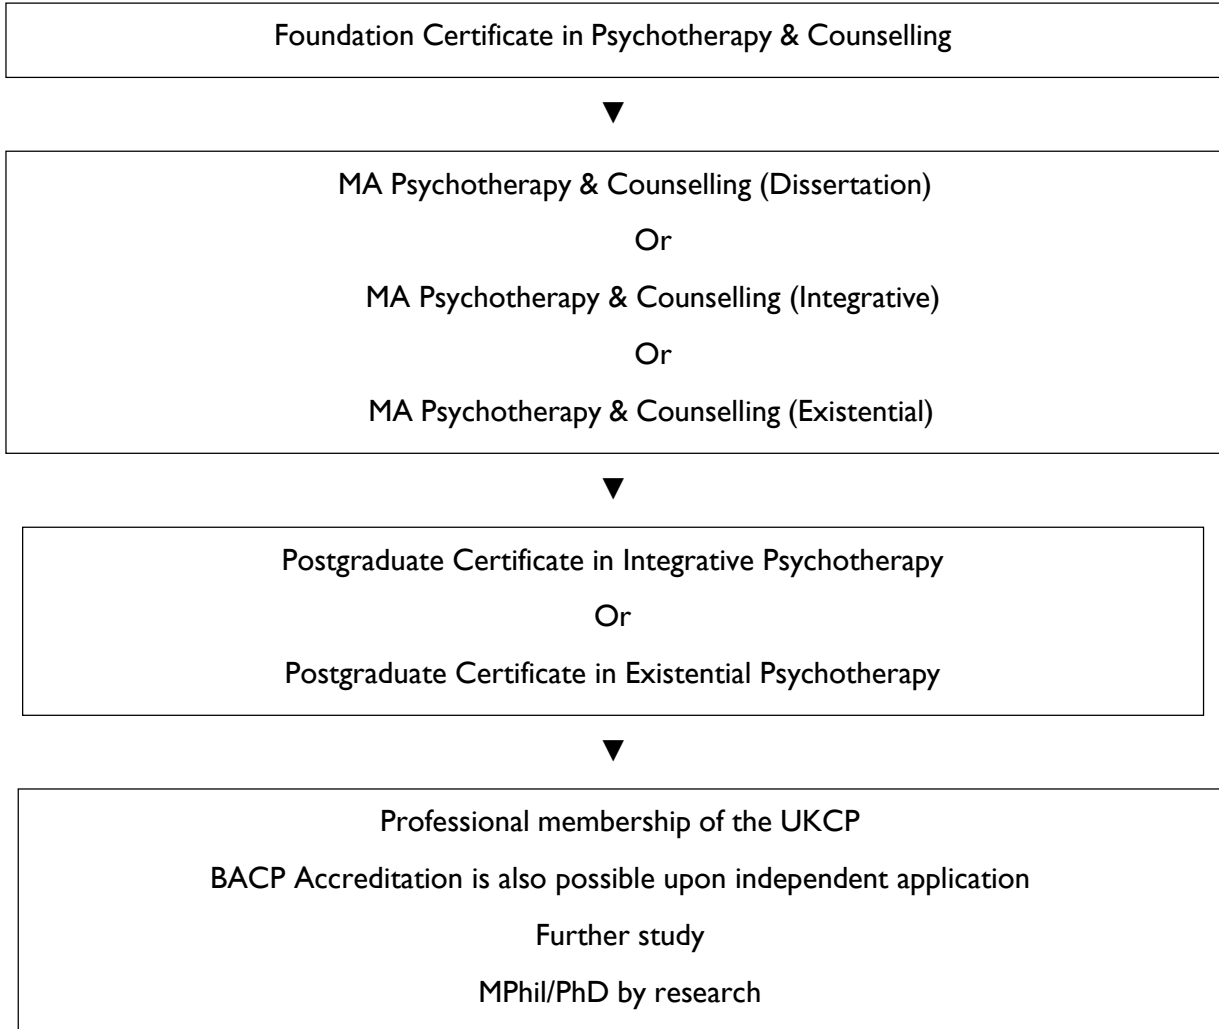 Foundation Certificate in Psychotherapy & Counselling
MA Psychotherapy & Counselling (Dissertation)
Or
MA Psychotherapy & Counselling (Integrative)
Or
MA Psychotherapy & Counselling (Existential)
Postgraduate Certificate in Integrative Psychotherapy
Or
Postgraduate Certificate in Existential Psychotherapy
Professional membership of the UKCP
BACP Accreditation is also possible upon independent application
Further study
MPhil/PhD by research